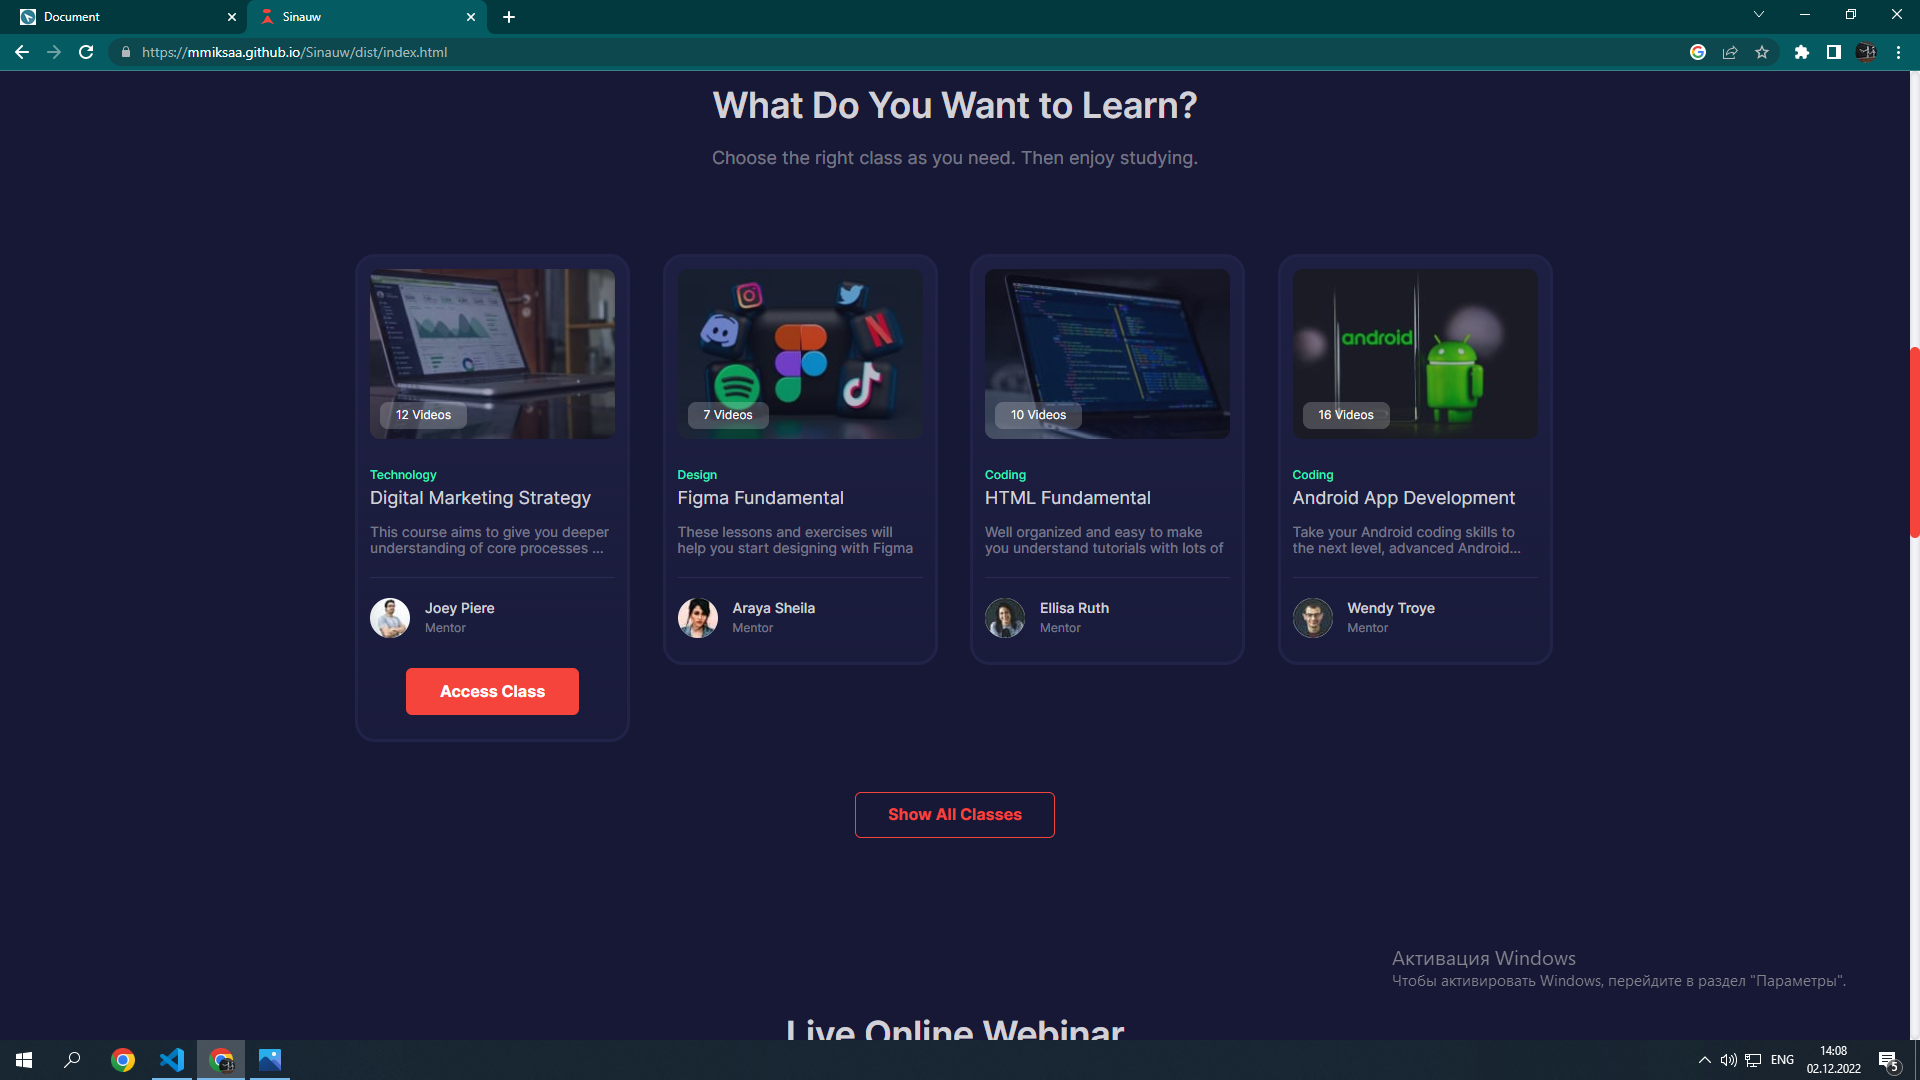 Document
Sinauw
https://mmiksaa.github.io/Sinauw/dist/index.html
What Do You Want to Learn?
Choose the right class as you need. Then enjoy studying.
12 Videos
Technology
Digital Marketing Strategy
This course aims to give you deeper
understanding of core processes ...
Joey Piere
Mentor
Access Class
7 Videos
Design
Figma Fundamental
These lessons and exercises will
help you start designing with Figma
Araya Sheila
Mentor
10 Videos
Coding
HTML Fundamental
Well organized and easy to make
you understand tutorials with lots of
Ellisa Ruth
Mentor
android
16 Videos
Coding
Android App Development
Take your Android coding skills to
the next level, advanced Android...
Wendy Troye
Mentor
Show All Classes
Live Online Webinar
Активация Windows
Чтобы активировать Windows, перейдите в раздел "Параметры".
ENG
14:08
02.12.2022
5